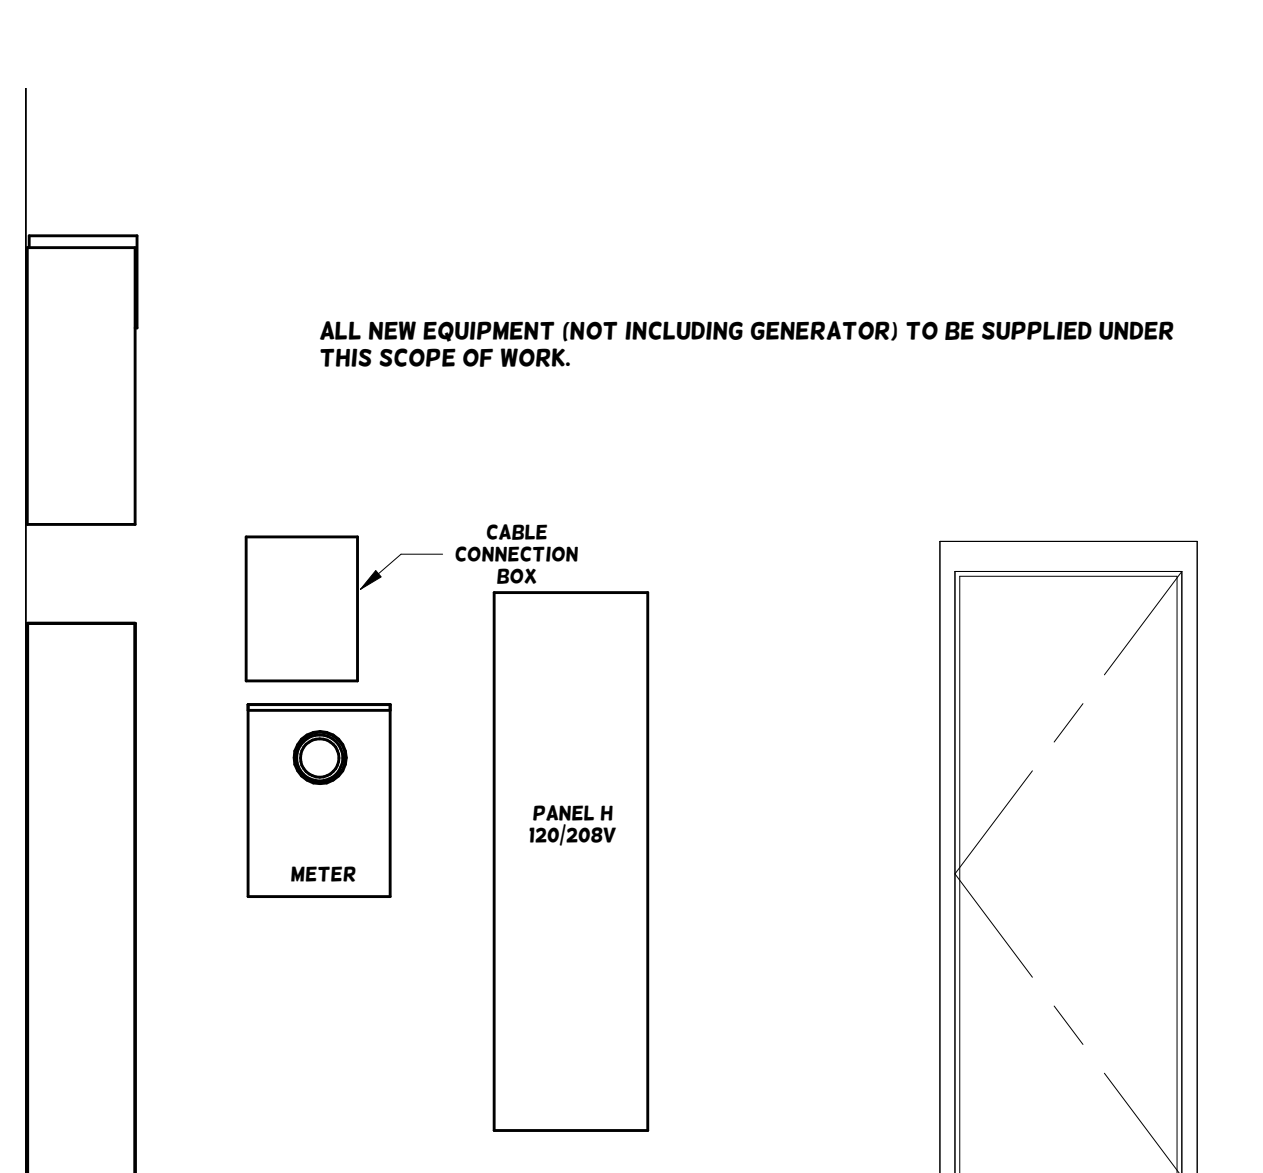 ALL NEW EQUIPMENT (NOT INCLUDING GENERATOR) TO BE SUPPLIED UNDER
THIS SCOPE OF WORK.
CABLE
CONNECTION
BOX
PANEL H
120/208V
METER